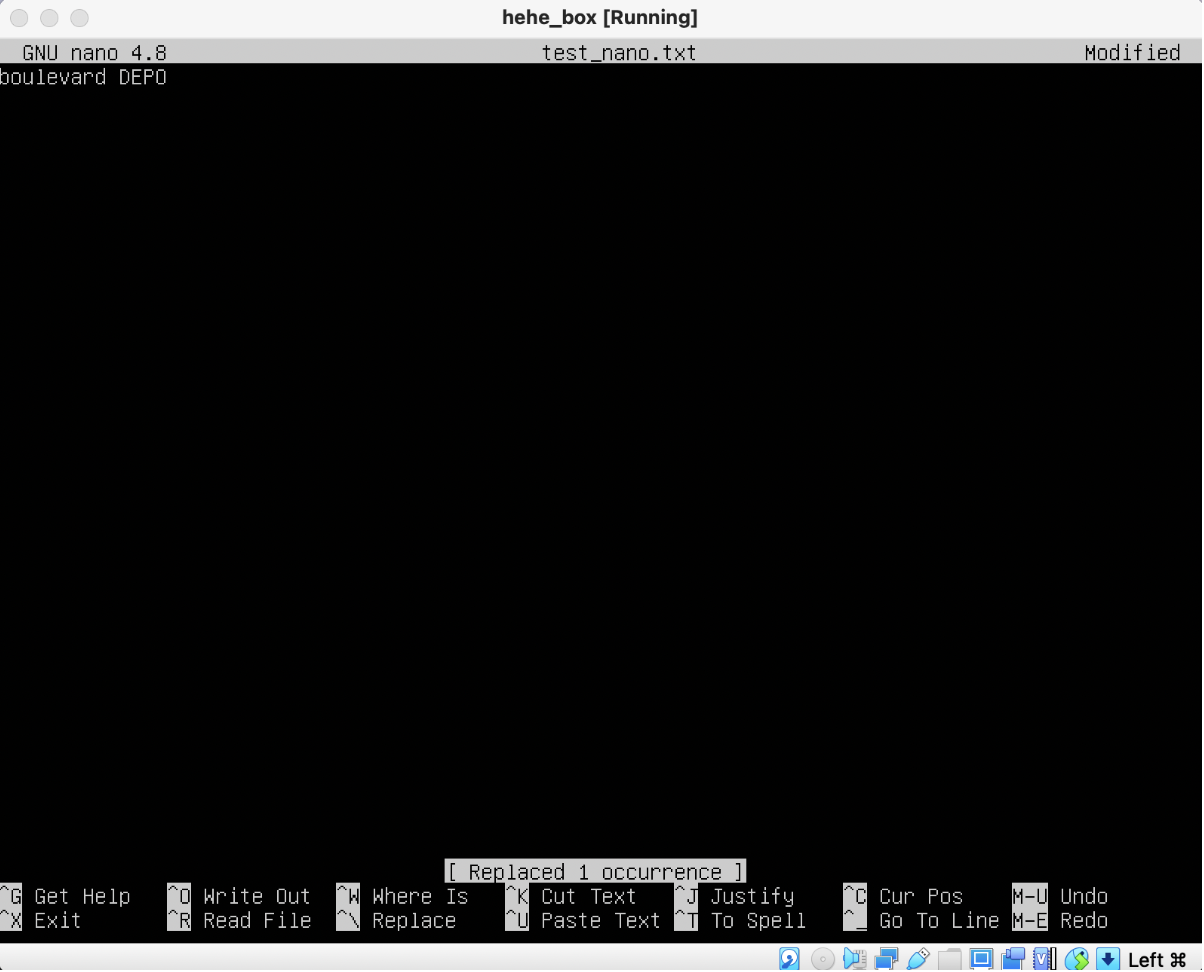 hehe_box [Running]
GNU nano 4.8 test_nano.txt Modified
boulevard DEPO
[ Replaced 1 occurrence ]
^G Get Help ^O Write Out ^W Where Is ^K Cut Text ^J Justify ^C Cur Pos M-U Undo
^X Exit ^R Read File ^\ Replace ^U Paste Text ^T To Spell ^_ Go To Line M-E Redo
Left ⌘